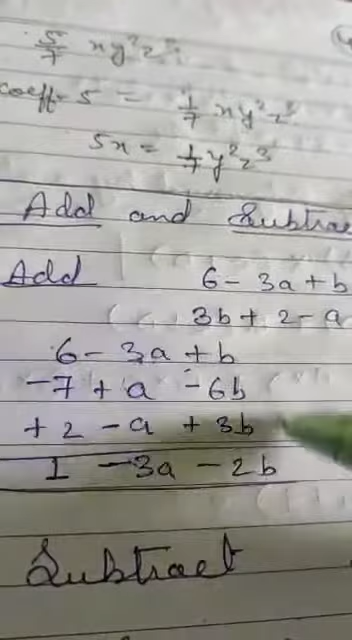 5/7 xy²z³
coeff- 5 = 1/7 xy²z³
5x = 1/7 y²z³
Add and Subtrac
Add 6 - 3a + b
3b + 2 - a
6 - 3a + b
-7 + a - 6b
+ 2 - a + 3b
1 - 3a - 2b
Subtract